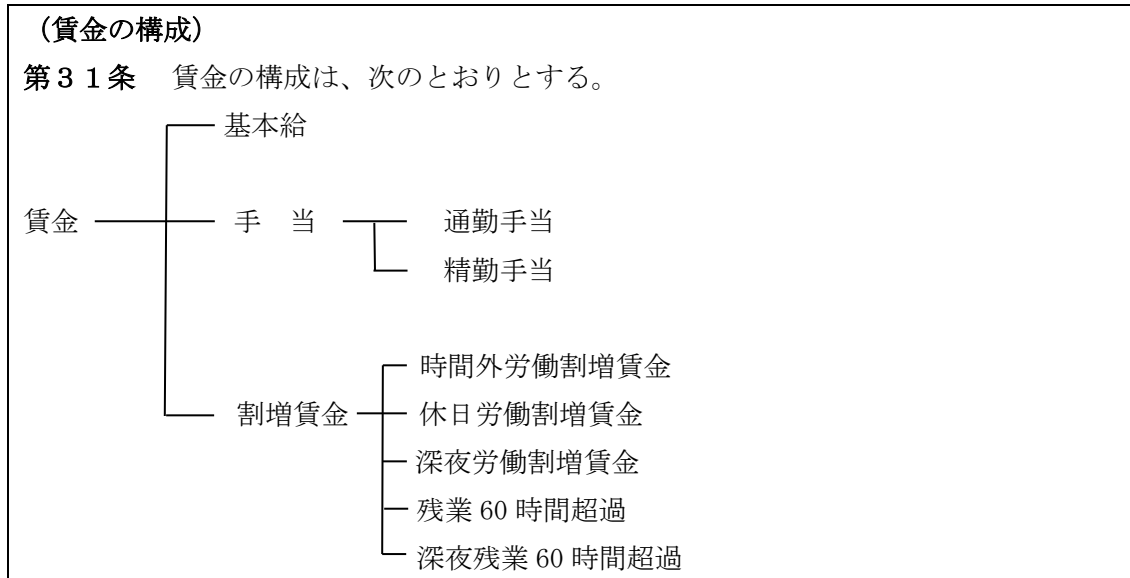 （賃金の構成）
第３１条　賃金の構成は、次のとおりとする。
基本給
賃金　手　当　通勤手当
精勤手当
時間外労働割増賃金
割増賃金　休日労働割増賃金
深夜労働割増賃金
残業 60 時間超過
深夜残業 60 時間超過